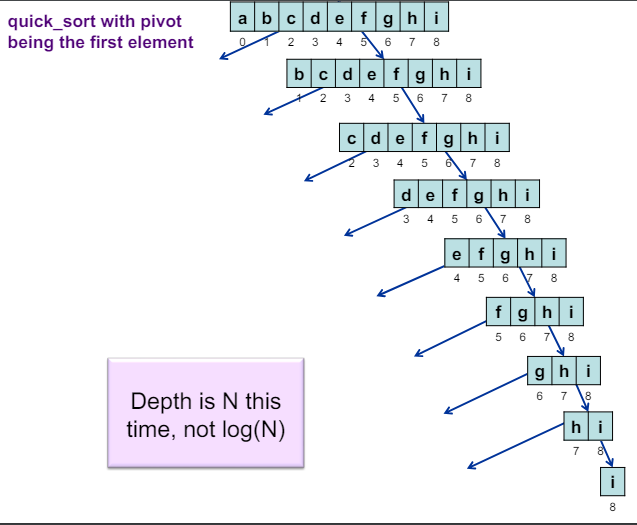 quick_sort with pivot
being the first element
a b c d e f g h i
0 1 2 3 4 5 6 7 8
b c d e f g h i
1 2 3 4 5 6 7 8
c d e f g h i
2 3 4 5 6 7 8
d e f g h i
3 4 5 6 7 8
e f g h i
4 5 6 7 8
f g h i
5 6 7 8
g h i
6 7 8
h i
7 8
i
8
Depth is N this
time, not log(N)